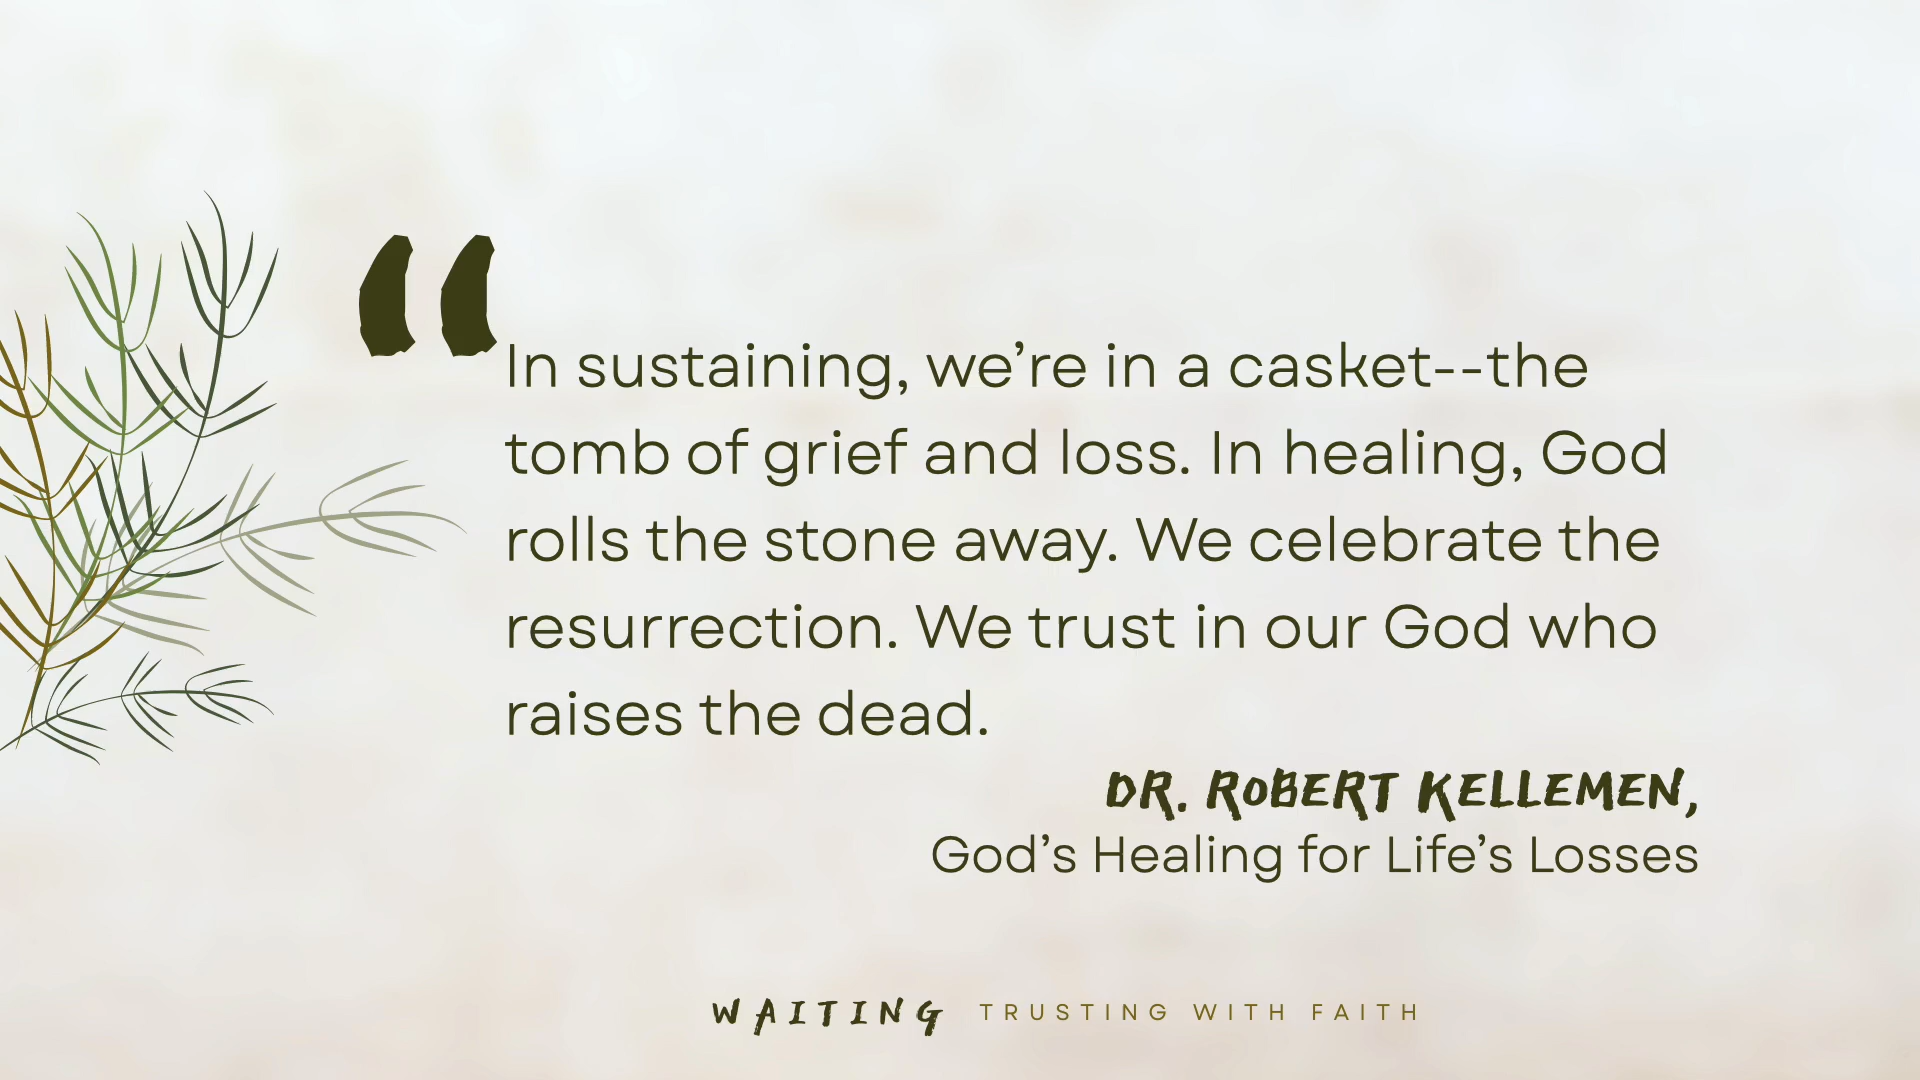 “
In sustaining, we’re in a casket--the
tomb of grief and loss. In healing, God
rolls the stone away. We celebrate the
resurrection. We trust in our God who
raises the dead.
DR. ROBERT KELLEMEN,
God’s Healing for Life’s Losses
WAITING TRUSTING WITH FAITH